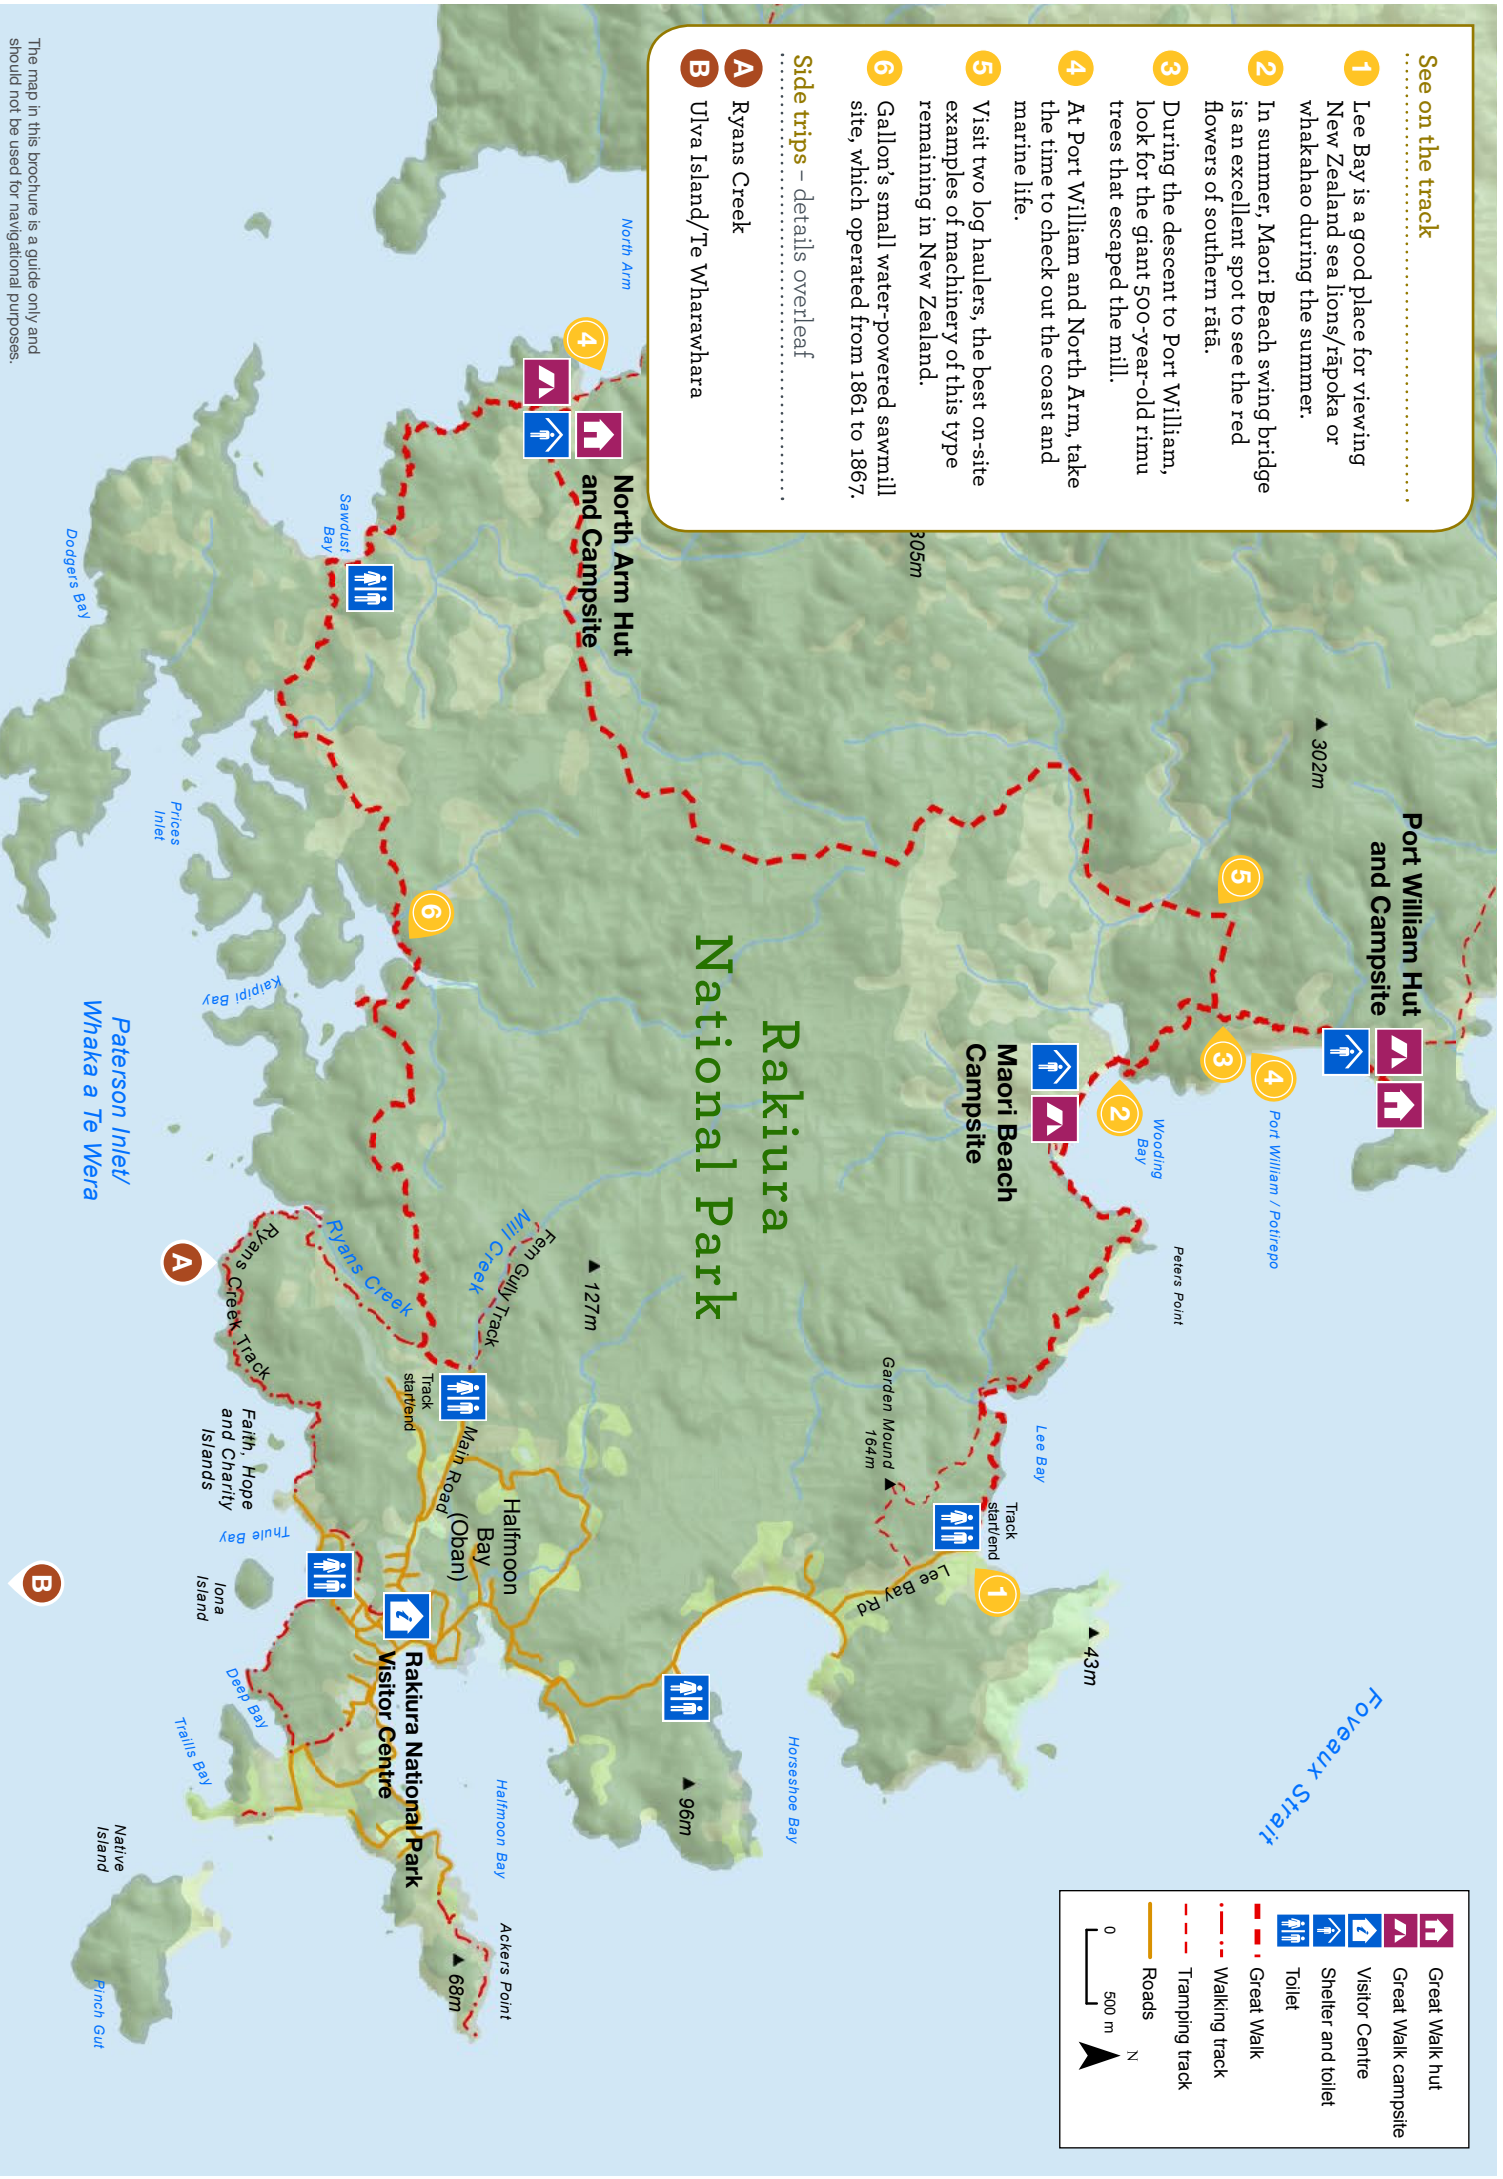 See on the track
1 Lee Bay is a good place for viewing
New Zealand sea lions/rāpoka or
whakahao during the summer.
2 In summer, Maori Beach swing bridge
is an excellent spot to see the red
flowers of southern rātā.
3 During the descent to Port William,
look for the giant 500-year-old rimu
trees that escaped the mill.
4 At Port William and North Arm, take
the time to check out the coast and
marine life.
5 Visit two log haulers, the best on-site
examples of machinery of this type
remaining in New Zealand.
6 Gallon's small water-powered sawmill
site, which operated from 1861 to 1867.
Side trips – details overleaf
A Ryans Creek
B Ulva Island/Te Wharawhara
305m
302m
Port William Hut
and Campsite
5
3
4
Port William / Potirepo
2
Wooding
Bay
Maori Beach
Campsite
Peters Point
Lee Bay
Track
start/end
1
Lee Bay Rd
Garden Mound
164m
43m
Foveaux Strait
Great Walk hut
Great Walk campsite
Visitor Centre
Shelter and toilet
Toilet
Great Walk
Walking track
Tramping track
Roads
0
500 m
N
North Arm
4
North Arm Hut
and Campsite
Rakiura
National Park
127m
Fern Gully Track
Mill Creek
Horseshoe Bay
96m
Sawdust
Bay
6
Ryans Creek
Track
start/end
Main Road
Halfmoon
Bay
(Oban)
Rakiura National Park
Visitor Centre
Halfmoon Bay
Ackers Point
68m
Dodgers Bay
Prices
Inlet
Kaipipi Bay
Paterson Inlet/
Whaka a Te Wera
A
Ryans Creek Track
Faith, Hope
and Charity
Islands
Thule Bay
Iona
Island
Deep Bay
Traills Bay
Native
Island
Pinch Gut
B
The map in this brochure is a guide only and
should not be used for navigational purposes.